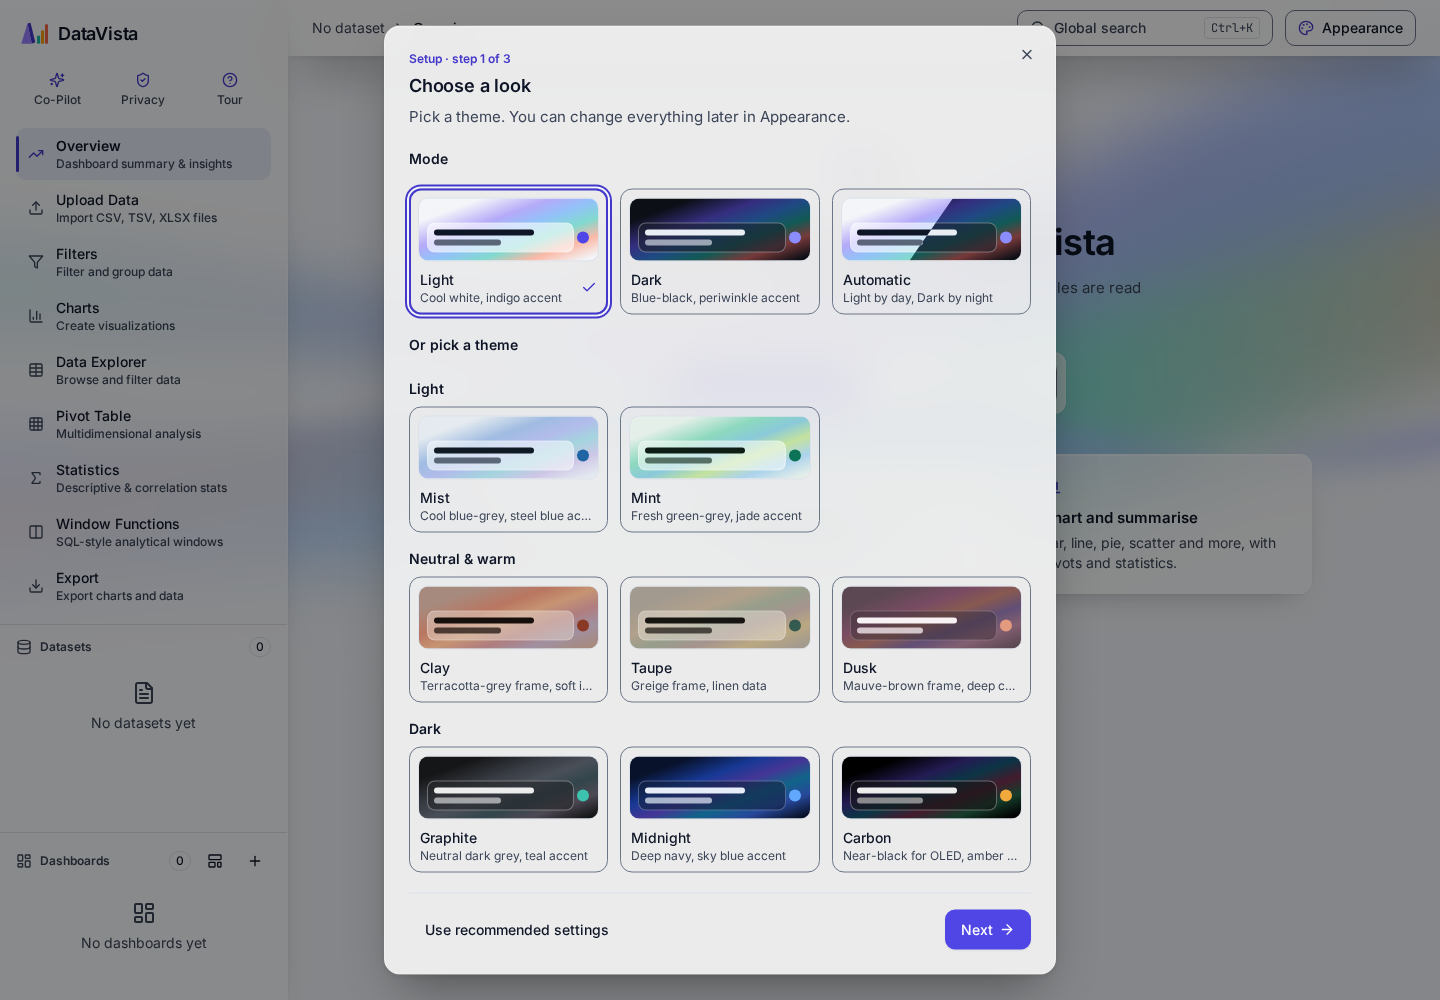 DataVista
Co-Pilot
Privacy
Tour
Overview
Dashboard summary & insights
Upload Data
Import CSV, TSV, XLSX files
Filters
Filter and group data
Charts
Create visualizations
Data Explorer
Browse and filter data
Pivot Table
Multidimensional analysis
Statistics
Descriptive & correlation stats
Window Functions
SQL-style analytical windows
Export
Export charts and data
Datasets
0
No datasets yet
Dashboards
0
No dashboards yet
No dataset
Global search
Ctrl+K
Appearance
Setup · step 1 of 3
Choose a look
Pick a theme. You can change everything later in Appearance.
Mode
Light
Cool white, indigo accent
Dark
Blue-black, periwinkle accent
Automatic
Light by day, Dark by night
Or pick a theme
Light
Mist
Cool blue-grey, steel blue ac...
Mint
Fresh green-grey, jade accent
Neutral & warm
Clay
Terracotta-grey frame, soft i...
Taupe
Greige frame, linen data
Dusk
Mauve-brown frame, deep c...
Dark
Graphite
Neutral dark grey, teal accent
Midnight
Deep navy, sky blue accent
Carbon
Near-black for OLED, amber ...
Use recommended settings
Next
ista
les are read
and summarise
line, pie, scatter and more, with
and statistics.